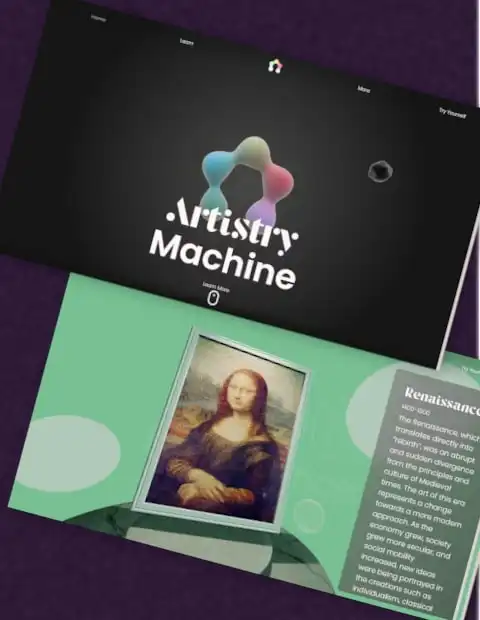 Learn
More
Try Yourself
Artistry
Machine
Learn More
Renaissance
1400-1600
The Renaissance, which
translates directly into
"rebirth", was an abrupt
and sudden divergence
from the principles and
culture of Medieval
times. The art of this era
represents a change
towards a more modern
approach. As the
economy grew, society
grew more secular, and
social mobility
increased, new ideas
were being portrayed in
the creations such as
individualism, classical